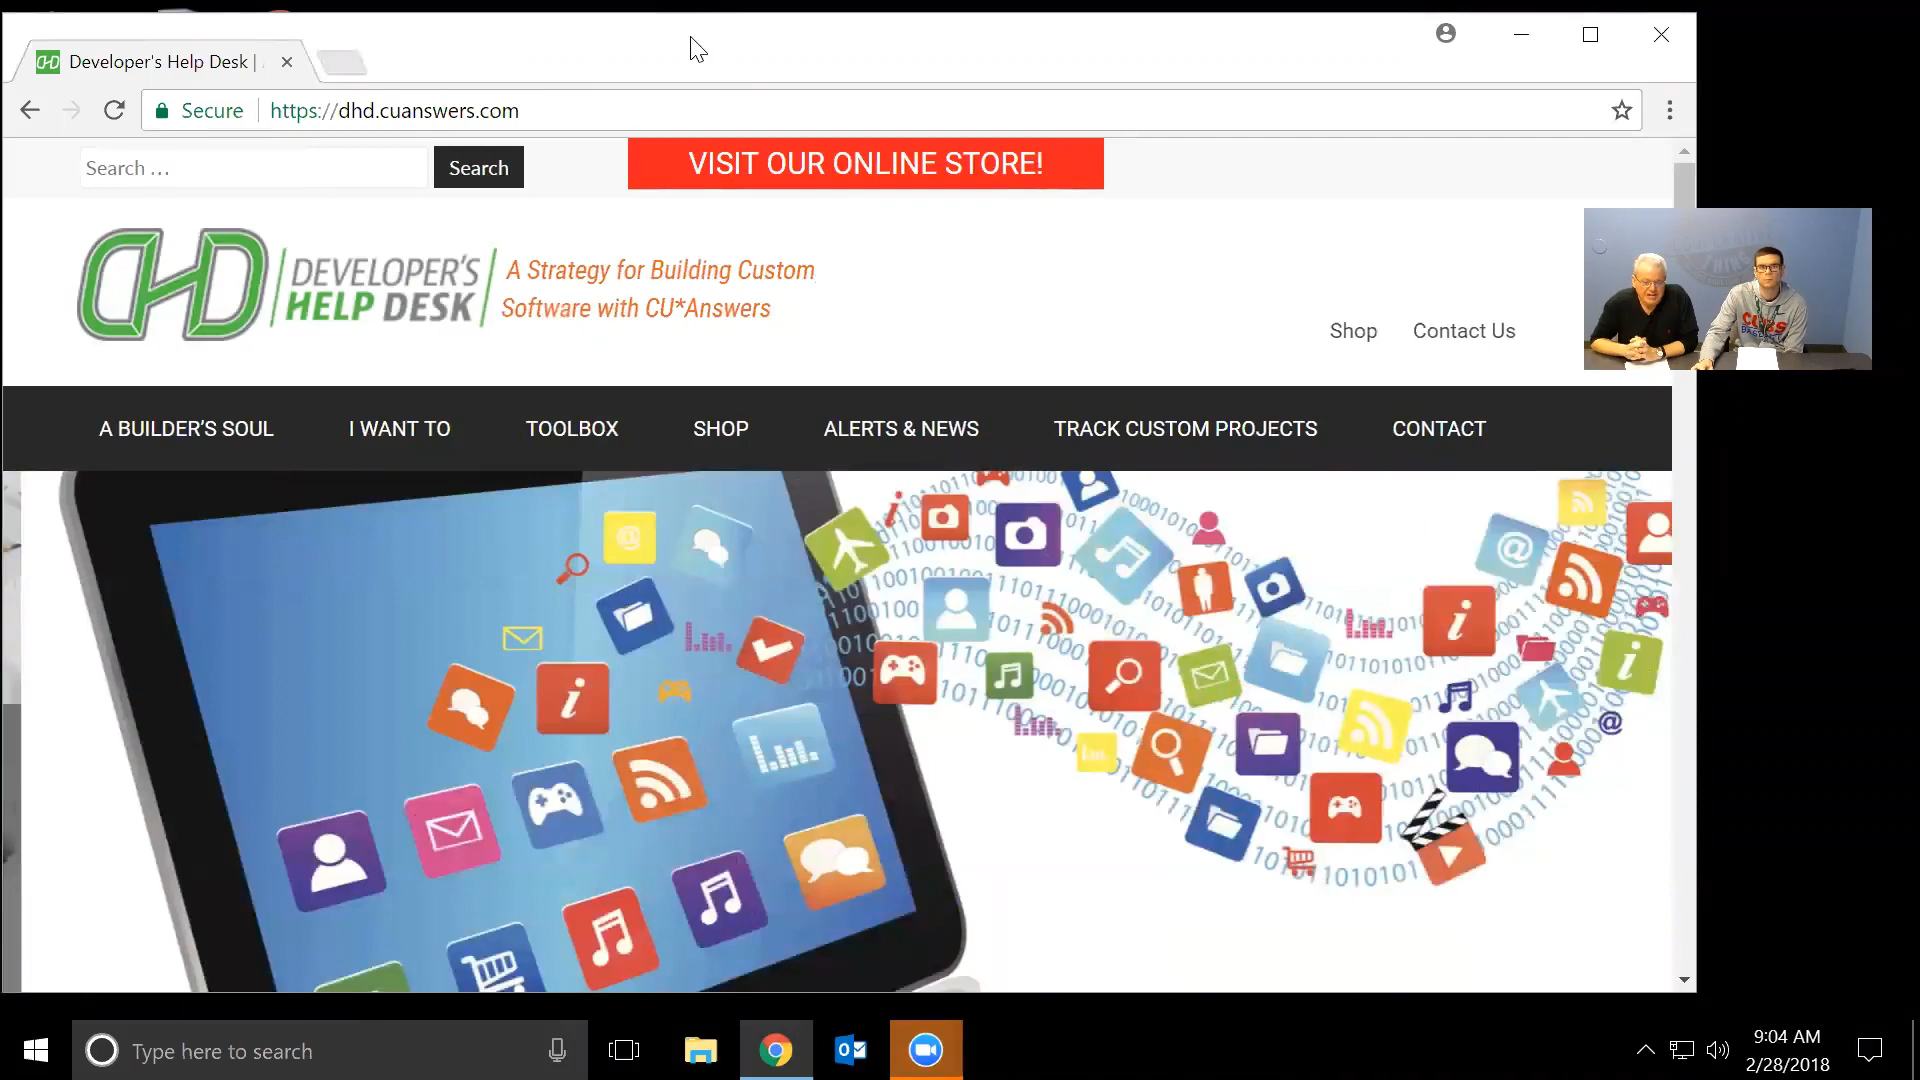 Developer's Help Desk |
Secure
https://dhd.cuanswers.com
Search ...
Search
VISIT OUR ONLINE STORE!
DHD
DEVELOPER'S
HELP DESK
A Strategy for Building Custom
Software with CU*Answers
Shop
Contact Us
A BUILDER'S SOUL
I WANT TO
TOOLBOX
SHOP
ALERTS & NEWS
TRACK CUSTOM PROJECTS
CONTACT
CUBS
Type here to search
9:04 AM
2/28/2018